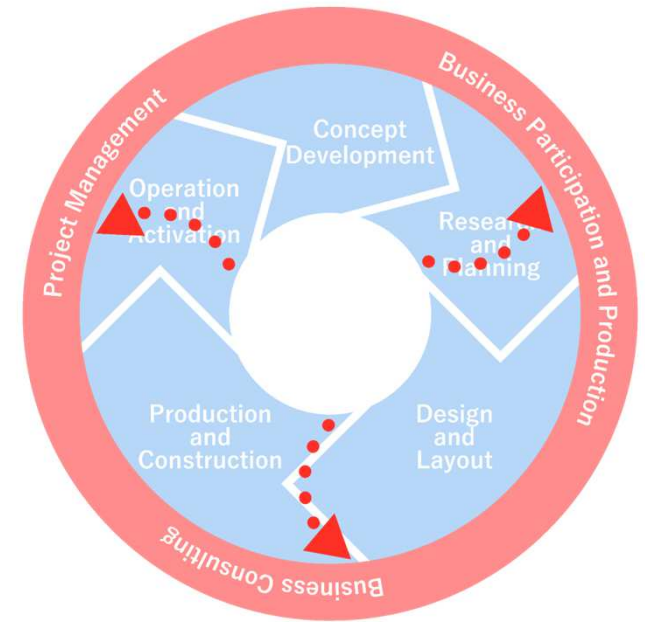 Project Management
Business Participation and Production
Business Consulting
Concept
Development
Research
and
Planning
Design
and
Layout
Production
and
Construction
Operation
and
Activation